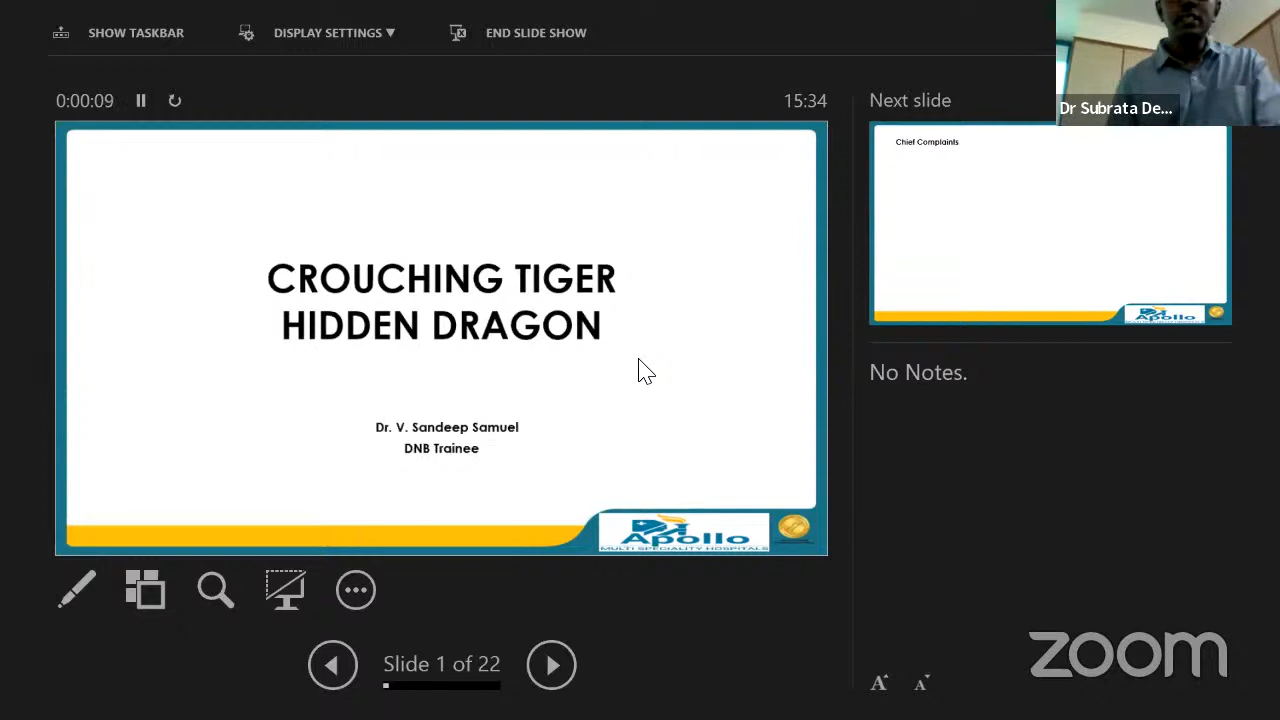 SHOW TASKBAR
DISPLAY SETTINGS ▼
END SLIDE SHOW
0:00:09
15:34
Next slide
Dr Subrata De...
Chief Complaints
CROUCHING TIGER
HIDDEN DRAGON
Dr. V. Sandeep Samuel
DNB Trainee
Apollo
MULTI SPECIALITY HOSPITALS
Apollo
No Notes.
Slide 1 of 22
zoom
A A